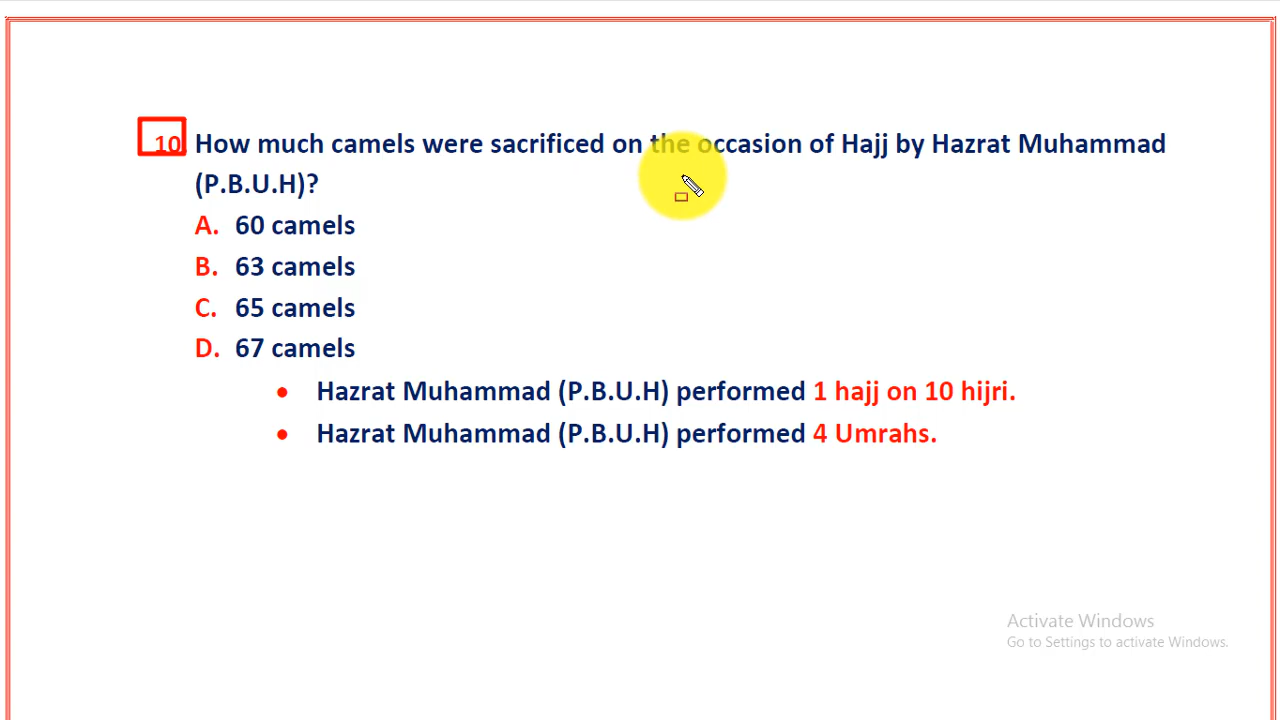 10 How much camels were sacrificed on the occasion of Hajj by Hazrat Muhammad
(P.B.U.H)?
A. 60 camels
B. 63 camels
C. 65 camels
D. 67 camels
• Hazrat Muhammad (P.B.U.H) performed 1 hajj on 10 hijri.
• Hazrat Muhammad (P.B.U.H) performed 4 Umrahs.
Activate Windows
Go to Settings to activate Windows.